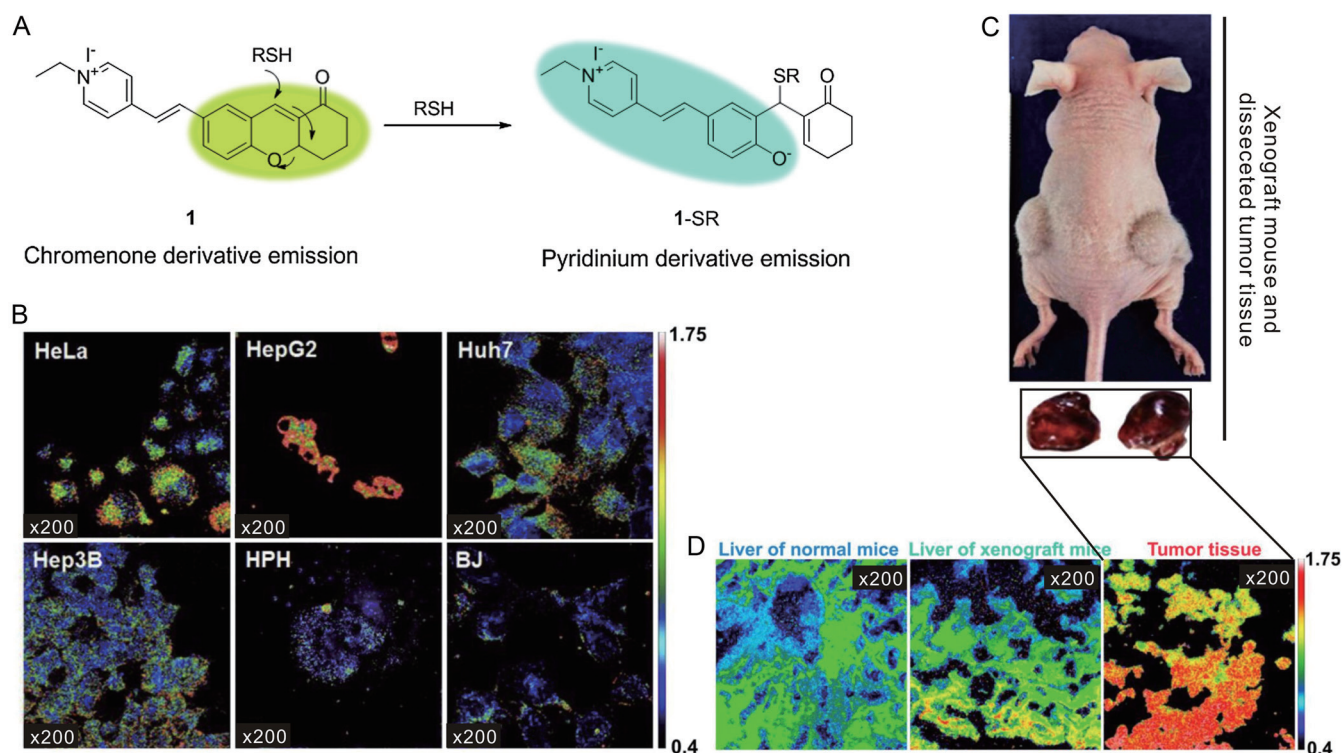 A
I-
N+
RSH
O
O
RSH
1
Chromenone derivative emission
I-
N+
SR
O
O-
1-SR
Pyridinium derivative emission
B
HeLa
x200
HepG2
x200
Huh7
x200
Hep3B
x200
HPH
x200
BJ
x200
1.75
0.4
C
Xenograft mouse and
disseceted tumor tissue
D
Liver of normal mice
x200
Liver of xenograft mice
x200
Tumor tissue
x200
1.75
0.4